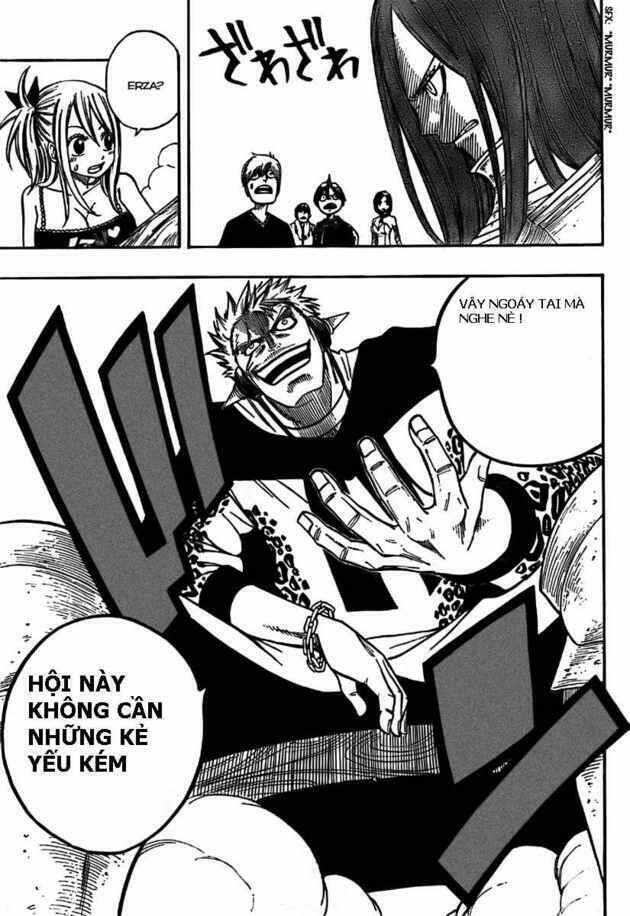 SFX: "MURMUR" "MURMUR"
ざわざわ
ERZA?
VẬY NGOÁY TAI MÀ
NGHE NÈ !
HỘI NÀY
KHÔNG CẦN
NHỮNG KẺ
YẾU KÉM